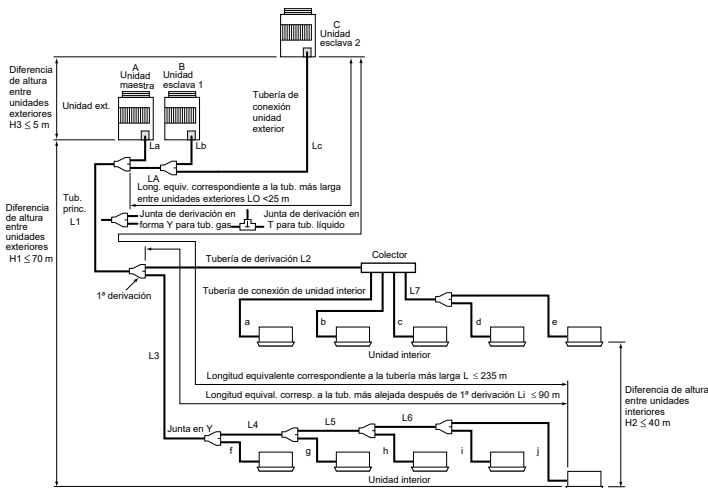 C
Unidad
esclava 2
Diferencia
de altura
entre
unidades
exteriores
H3 ≤ 5 m
Unidad ext.
A
Unidad
maestra
B
Unidad
esclava 1
Tubería de
conexión
unidad
exterior
La
Lb
Lc
LA
Long. equiv. correspondiente a la tub. más larga
entre unidades exteriores LO <25 m
Tub.
princ.
L1
Junta de derivación en
forma Y para tub. gas
Junta de derivación en
T para tub. líquido
Diferencia
de altura
entre
unidades
exteriores
H1 ≤ 70 m
Tubería de derivación L2
Colector
1ª derivación
Tubería de conexión de unidad interior
L7
a
b
c
d
e
Unidad interior
L3
Longitud equivalente correspondiente a la tubería más larga L ≤ 235 m
Longitud equival. corresp. a la tub. más alejada después de 1ª derivación Li ≤ 90 m
Diferencia de altura
entre unidades
interiores
H2 ≤ 40 m
Junta en Y
L4
L5
L6
f
g
h
i
j
Unidad interior